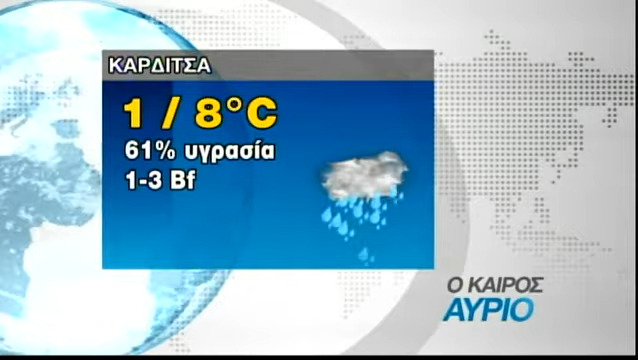 ΚΑΡΔΙΤΣΑ
1 / 8°C
61% υγρασία
1-3 Bf
Ο ΚΑΙΡΟΣ
ΑΥΡΙΟ